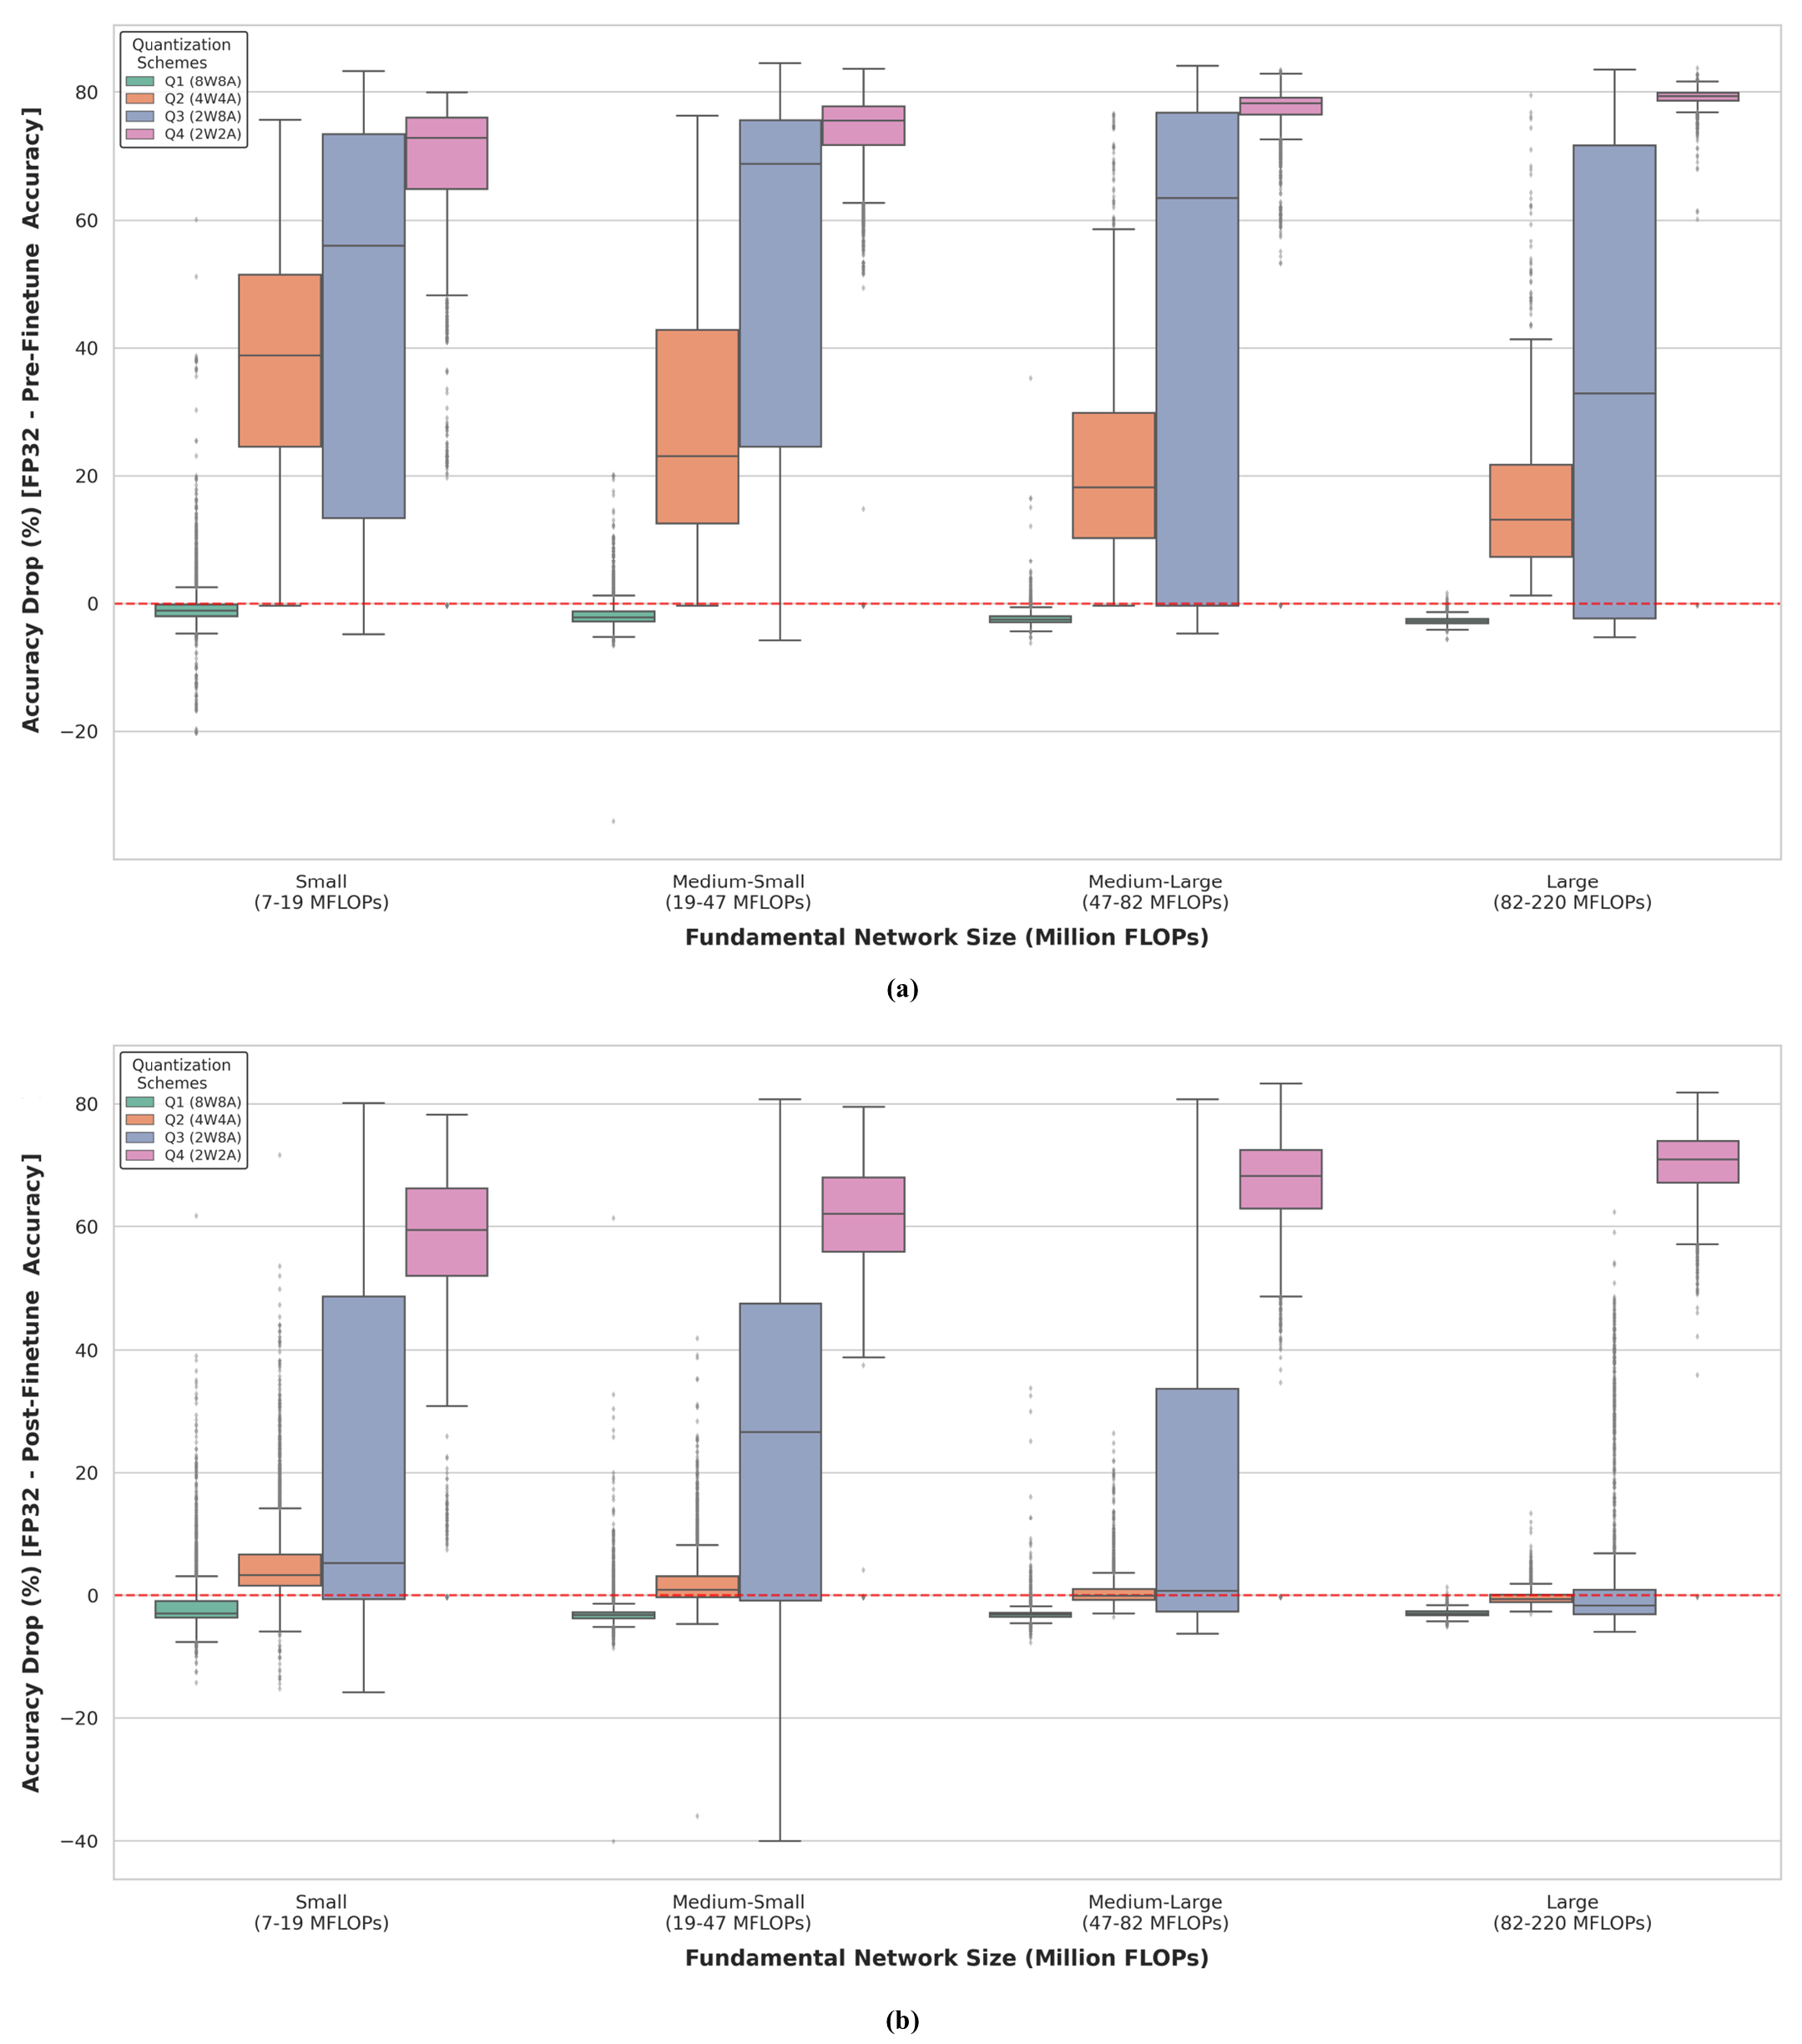 Quantization
Schemes
Q1 (8W8A)
Q2 (4W4A)
Q3 (2W8A)
Q4 (2W2A)
Accuracy Drop (%) [FP32 - Pre-Finetune Accuracy]
80
60
40
20
0
−20
Small
(7-19 MFLOPs)
Medium-Small
(19-47 MFLOPs)
Medium-Large
(47-82 MFLOPs)
Large
(82-220 MFLOPs)
Fundamental Network Size (Million FLOPs)
(a)
Quantization
Schemes
Q1 (8W8A)
Q2 (4W4A)
Q3 (2W8A)
Q4 (2W2A)
Accuracy Drop (%) [FP32 - Post-Finetune Accuracy]
80
60
40
20
0
−20
−40
Small
(7-19 MFLOPs)
Medium-Small
(19-47 MFLOPs)
Medium-Large
(47-82 MFLOPs)
Large
(82-220 MFLOPs)
Fundamental Network Size (Million FLOPs)
(b)